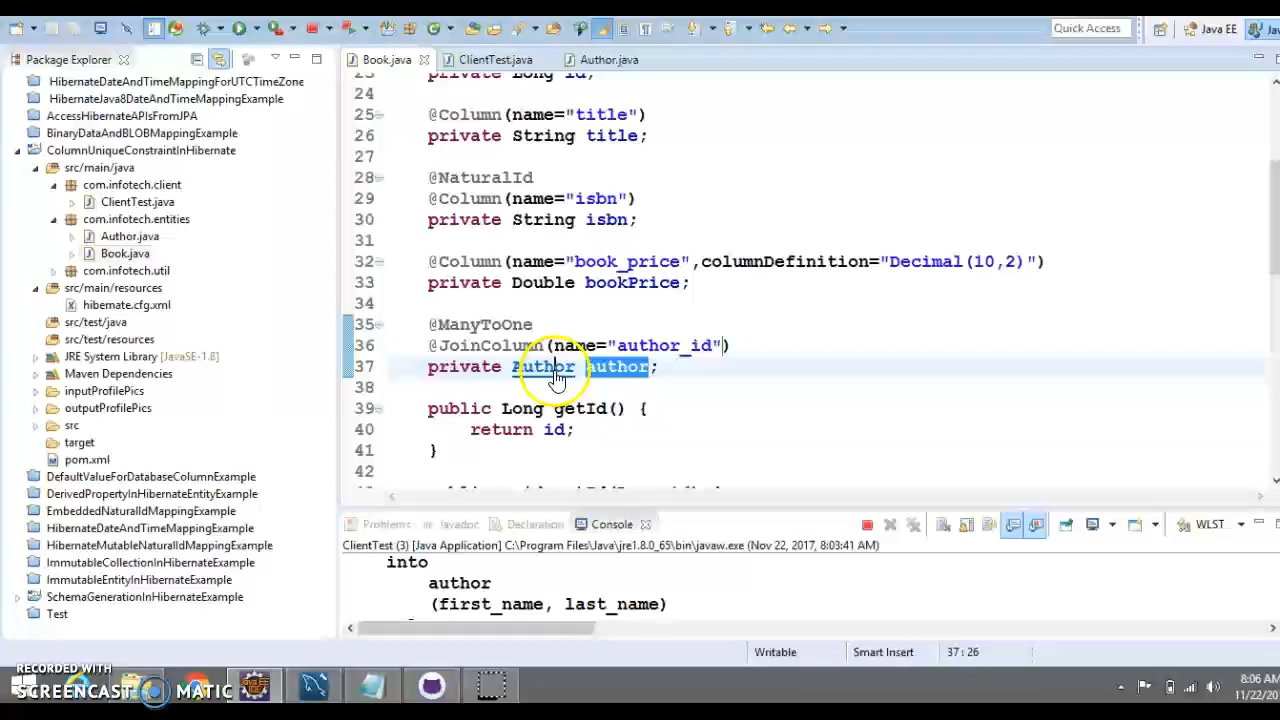 Quick Access
Java EE
Package Explorer
HibernateDateAndTimeMappingForUTCTimeZone
HibernateJava8DateAndTimeMappingExample
AccessHibernateAPIsFromJPA
BinaryDataAndBLOBMappingExample
ColumnUniqueConstraintInHibernate
src/main/java
com.infotech.client
ClientTest.java
com.infotech.entities
Author.java
Book.java
com.infotech.util
src/main/resources
hibernate.cfg.xml
src/test/java
src/test/resources
JRE System Library [JavaSE-1.8]
Maven Dependencies
inputProfilePics
outputProfilePics
src
target
pom.xml
DefaultValueForDatabaseColumnExample
DerivedPropertyInHibernateEntityExample
EmbeddedNaturalIdMappingExample
HibernateDateAndTimeMappingExample
HibernateMutableNaturalIdMappingExample
ImmutableCollectionInHibernateExample
ImmutableEntityInHibernateExample
SchemaGenerationInHibernateExample
Test
Book.java ClientTest.java Author.java
23 private Long id;
24
25 @Column(name="title")
26 private String title;
27
28 @NaturalId
29 @Column(name="isbn")
30 private String isbn;
31
32 @Column(name="book_price",columnDefinition="Decimal(10,2)")
33 private Double bookPrice;
34
35 @ManyToOne
36 @JoinColumn(name="author_id")
37 private Author author;
38
39 public Long getId() {
40 return id;
41 }
42
Problems Javadoc Declaration Console
WLST
ClientTest (3) [Java Application] C:\Program Files\Java\jre1.8.0_65\bin\javaw.exe (Nov 22, 2017, 8:03:41 AM)
into
author
(first_name, last_name)
Writable Smart Insert 37 : 26
RECORDED WITH
SCREENCAST MATIC
8:06 AM